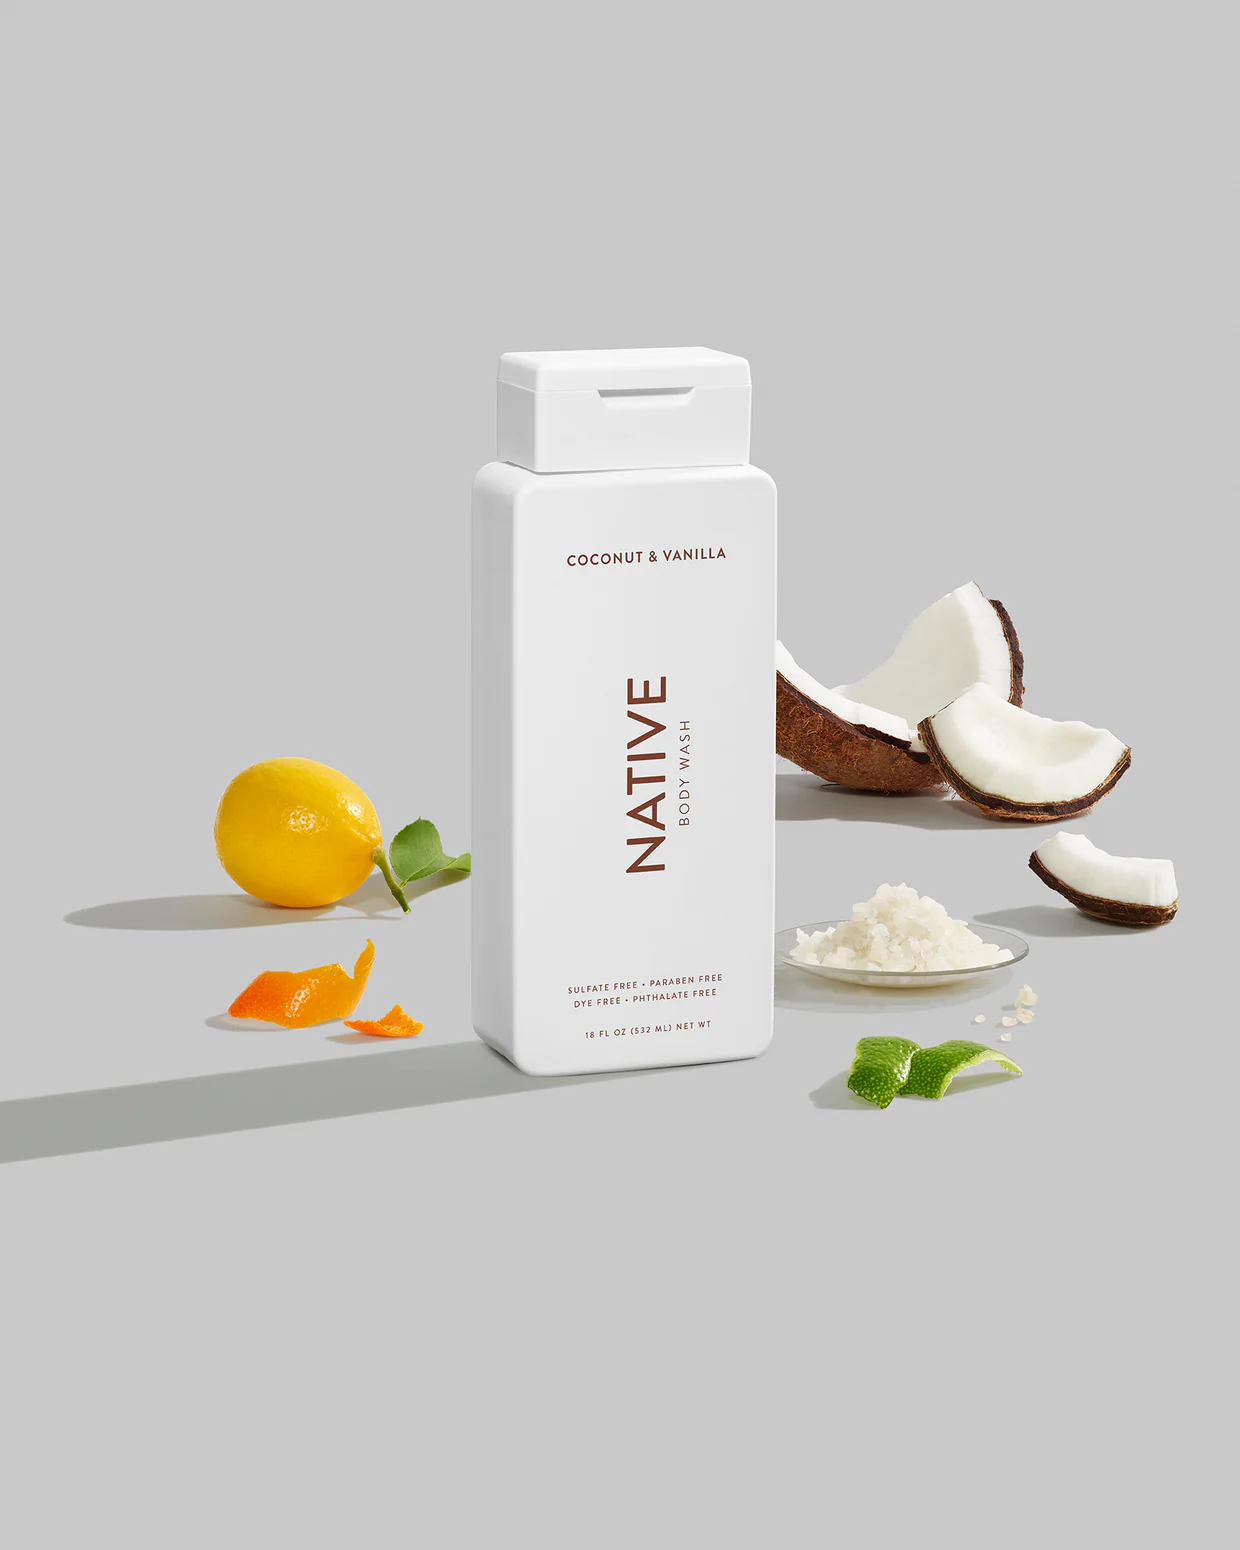 COCONUT & VANILLA
NATIVE
BODY WASH
SULFATE FREE • PARABEN FREE
DYE FREE • PHTHALATE FREE
18 FL OZ (532 ML) NET WT